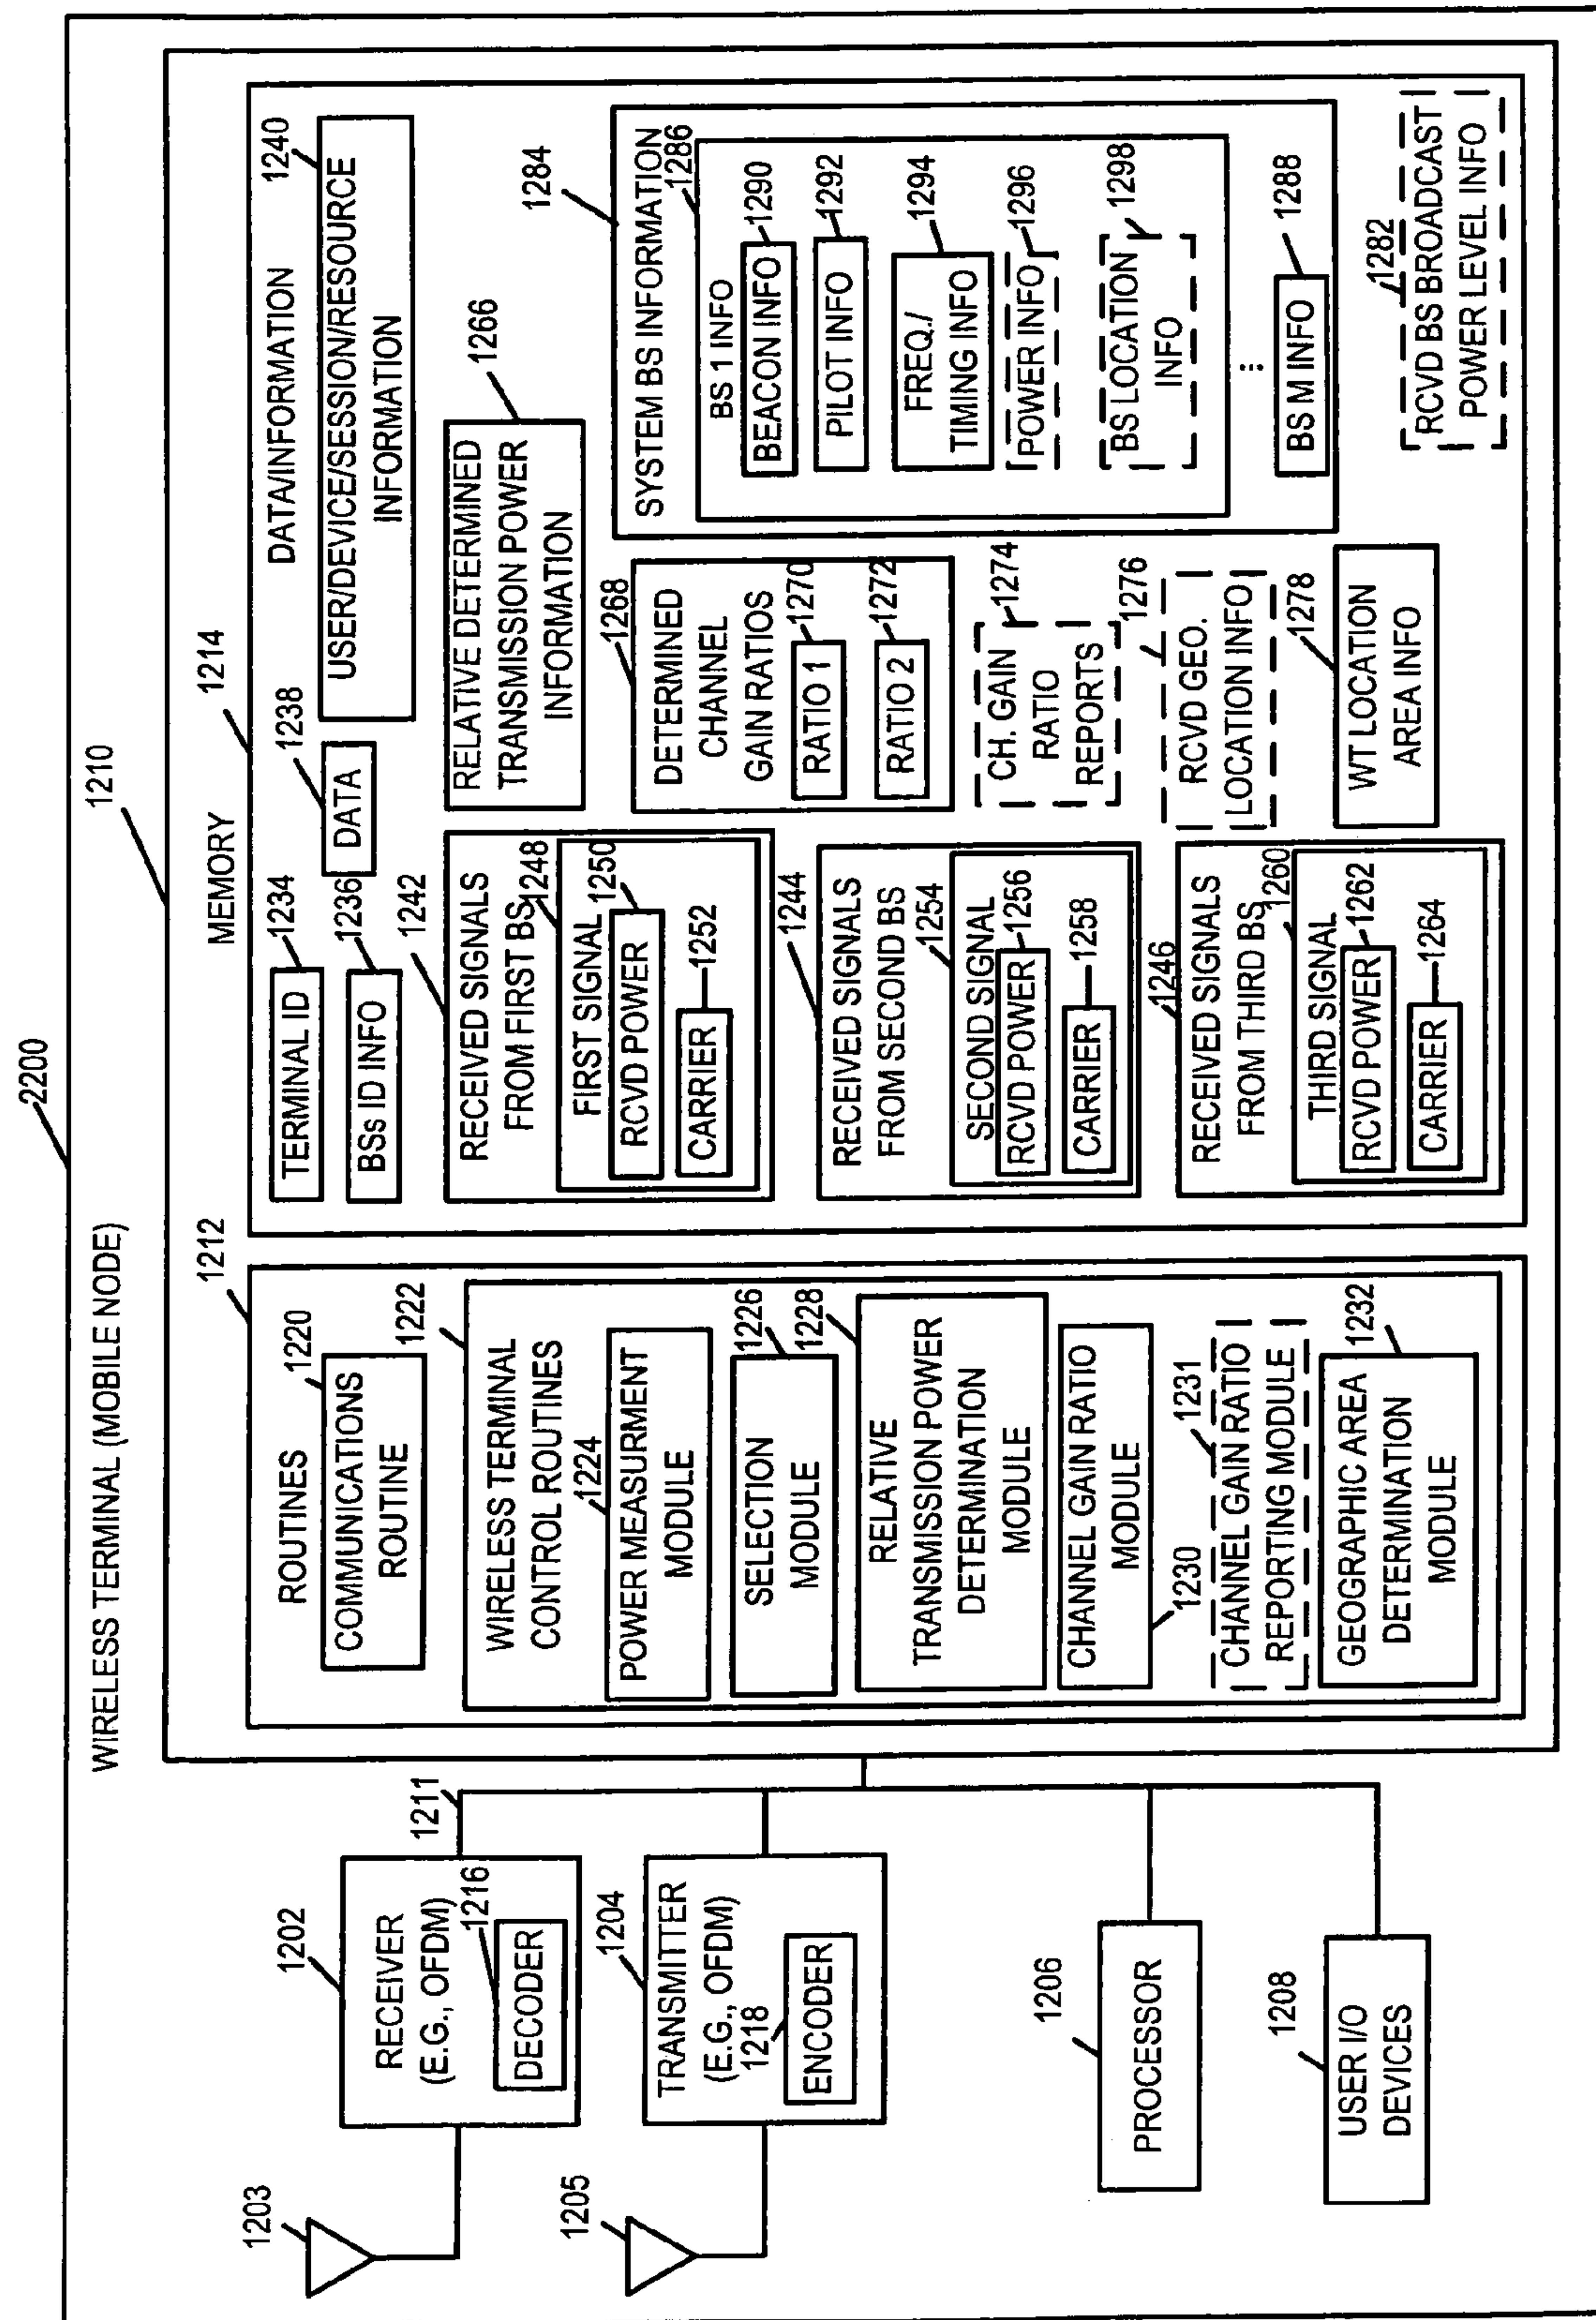 2200
WIRELESS TERMINAL (MOBILE NODE)
1210
1203
1202
RECEIVER
(E.G., OFDM)
1216
DECODER
1211
1205
1204
TRANSMITTER
(E.G., OFDM)
1218
ENCODER
1206
PROCESSOR
1208
USER I/O
DEVICES
MEMORY
1212
ROUTINES
1220
COMMUNICATIONS
ROUTINE
1222
WIRELESS TERMINAL
CONTROL ROUTINES
1224
POWER MEASURMENT
MODULE
1226
SELECTION
MODULE
1228
RELATIVE
TRANSMISSION POWER
DETERMINATION
MODULE
CHANNEL GAIN RATIO
MODULE
1230
1231
CHANNEL GAIN RATIO
REPORTING MODULE
1232
GEOGRAPHIC AREA
DETERMINATION
MODULE
1214
DATA/INFORMATION
1234
TERMINAL ID
1236
BSs ID INFO
1238
DATA
1240
USER/DEVICE/SESSION/RESOURCE
INFORMATION
1242
RECEIVED SIGNALS
FROM FIRST BS
1248
FIRST SIGNAL
1250
RCVD POWER
1252
CARRIER
1244
RECEIVED SIGNALS
FROM SECOND BS
1254
SECOND SIGNAL
1256
RCVD POWER
1258
CARRIER
1246
RECEIVED SIGNALS
FROM THIRD BS
1260
THIRD SIGNAL
1262
RCVD POWER
1264
CARRIER
1266
RELATIVE DETERMINED
TRANSMISSION POWER
INFORMATION
1268
DETERMINED
CHANNEL
GAIN RATIOS
1270
RATIO 1
1272
RATIO 2
1274
CH. GAIN
RATIO
REPORTS
1276
RCVD GEO.
LOCATION INFO
1278
WT LOCATION
AREA INFO
1284
SYSTEM BS INFORMATION
1286
BS 1 INFO
1290
BEACON INFO
1292
PILOT INFO
1294
FREQ./
TIMING INFO
1296
POWER INFO
1298
BS LOCATION
INFO
...
1288
BS M INFO
1282
RCVD BS BROADCAST
POWER LEVEL INFO